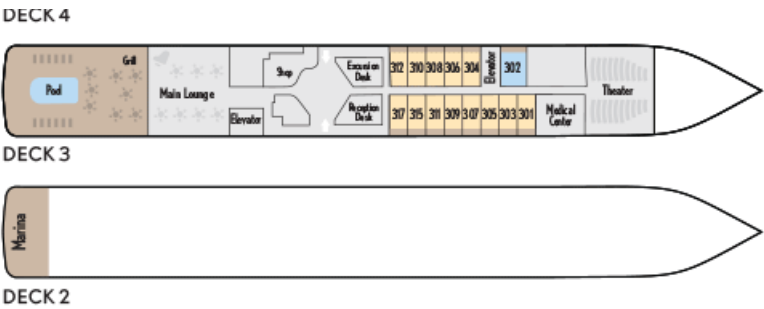 DECK 4
Grill
Pool
Main Lounge
Shop
Elevator
Excursion
Desk
Reception
Desk
312 310 308 306 304
Elevator
302
317 315 311 309 307 305 303 301
Medical
Center
Theater
DECK 3
Marina
DECK 2